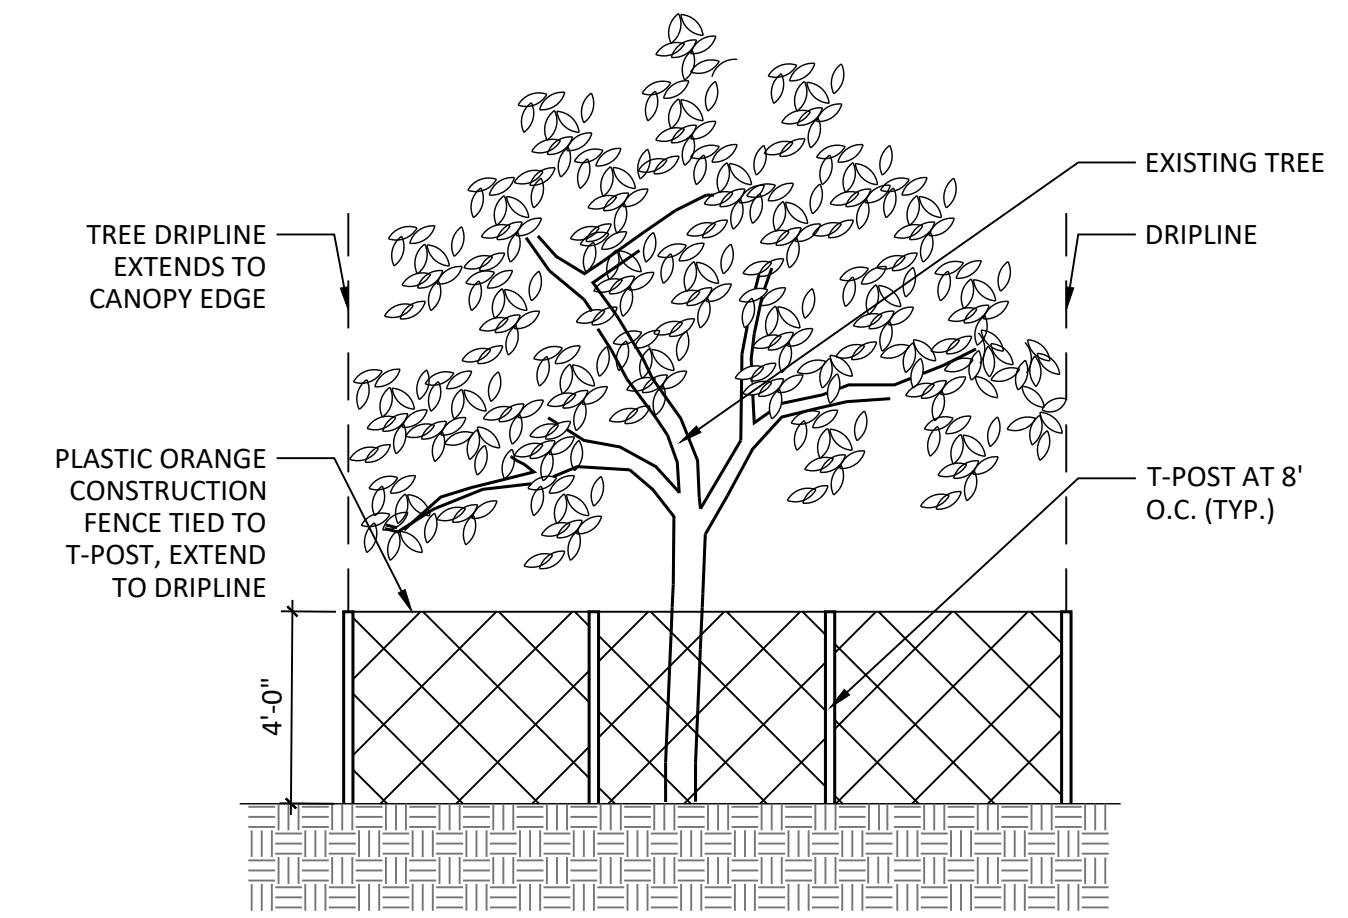 EXISTING TREE
TREE DRIPLINE
EXTENDS TO
CANOPY EDGE
DRIPLINE
PLASTIC ORANGE
CONSTRUCTION
FENCE TIED TO
T-POST, EXTEND
TO DRIPLINE
T-POST AT 8'
O.C. (TYP.)
4'-0"